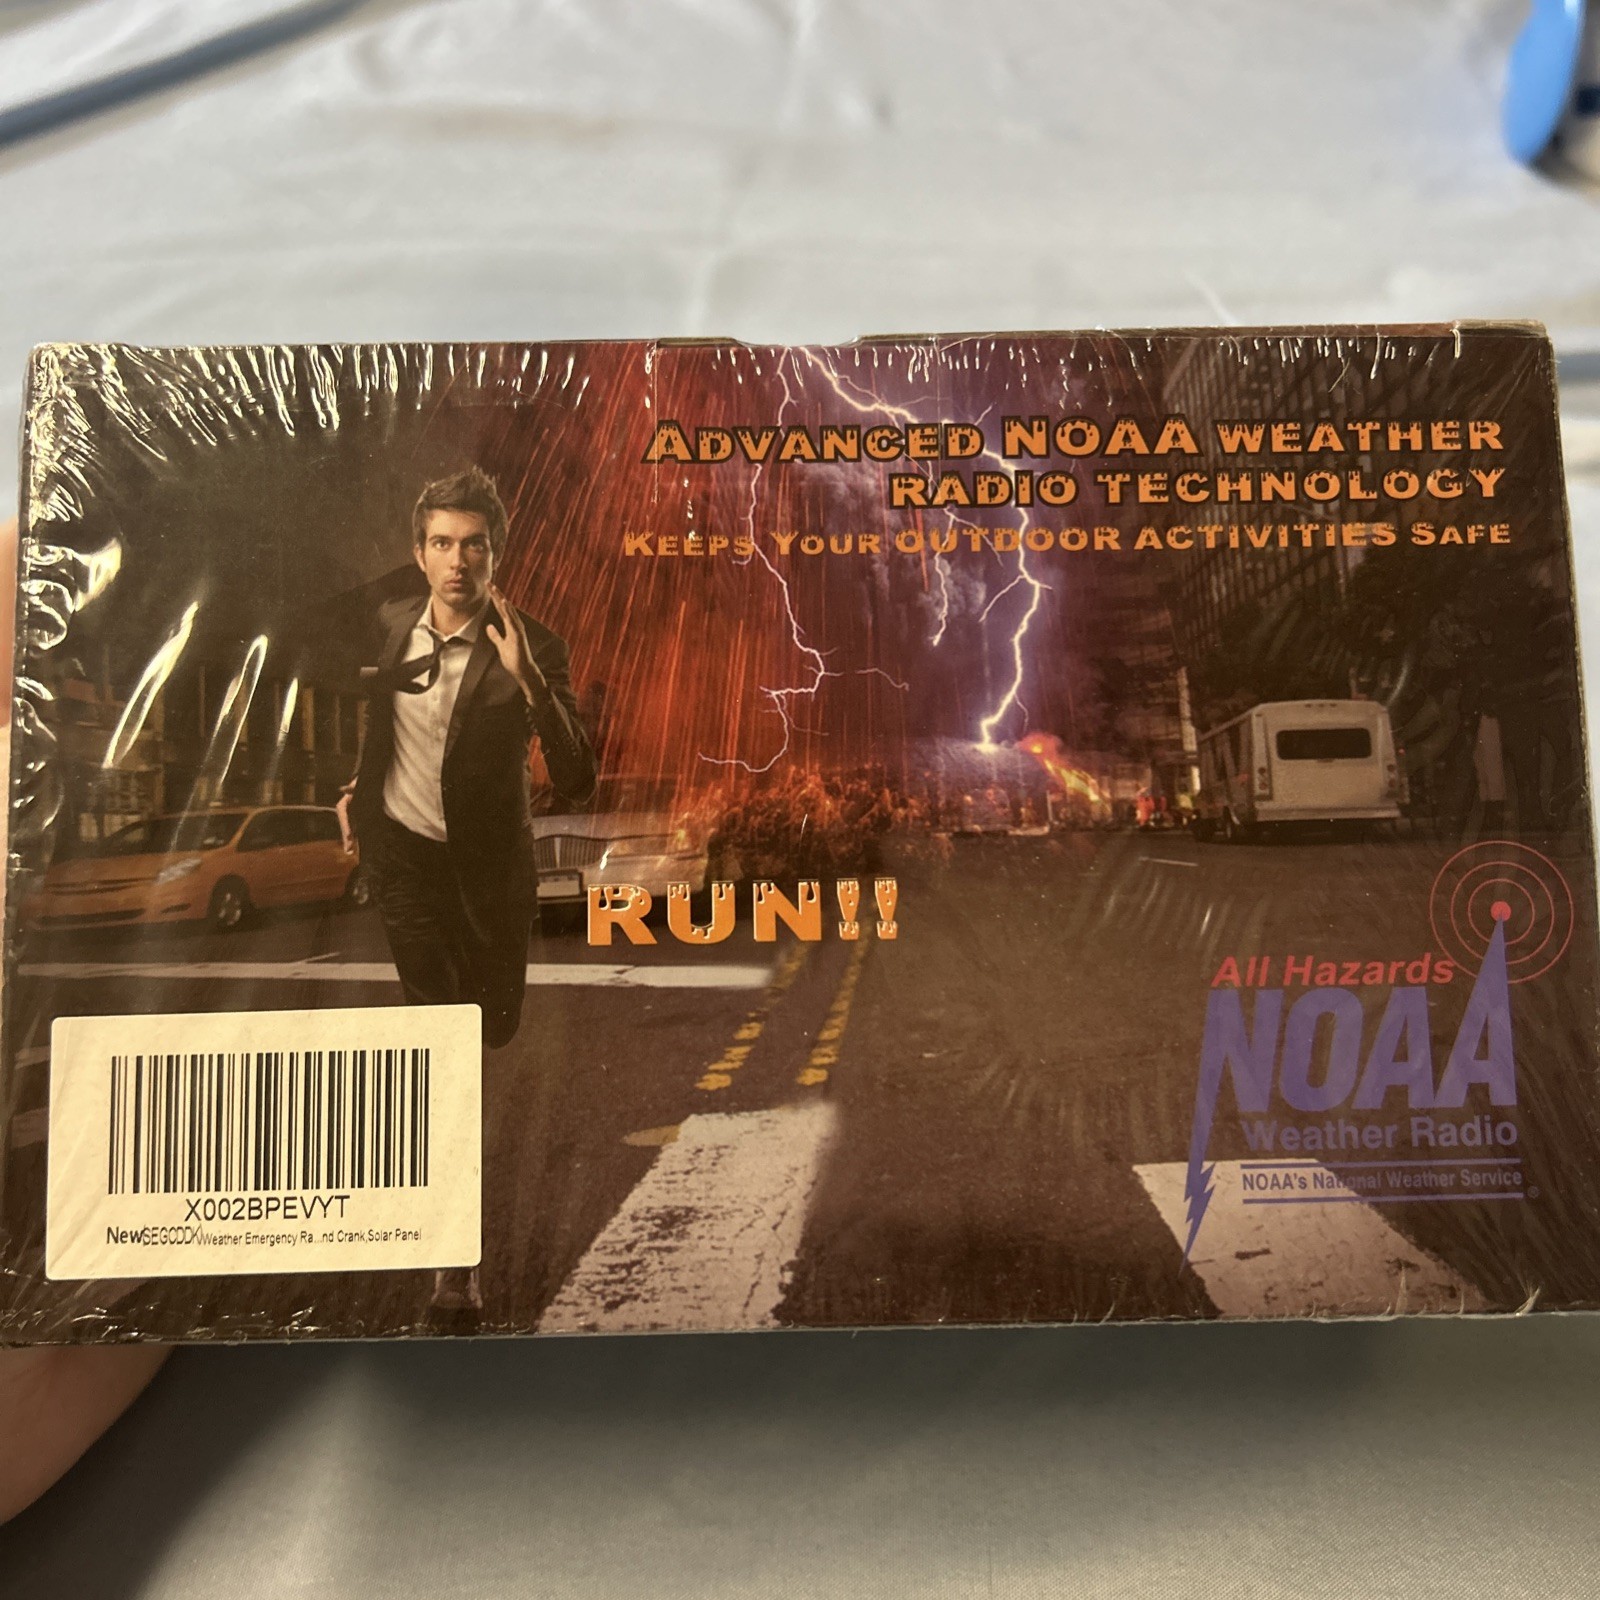 ADVANCED NOAA WEATHER
RADIO TECHNOLOGY
KEEPS YOUR OUTDOOR ACTIVITIES SAFE
RUN!!
All Hazards
NOAA
Weather Radio
NOAA's National Weather Service
®
X002BPEVYT
New SEGCDDK Weather Emergency Ra...nd Crank,Solar Panel